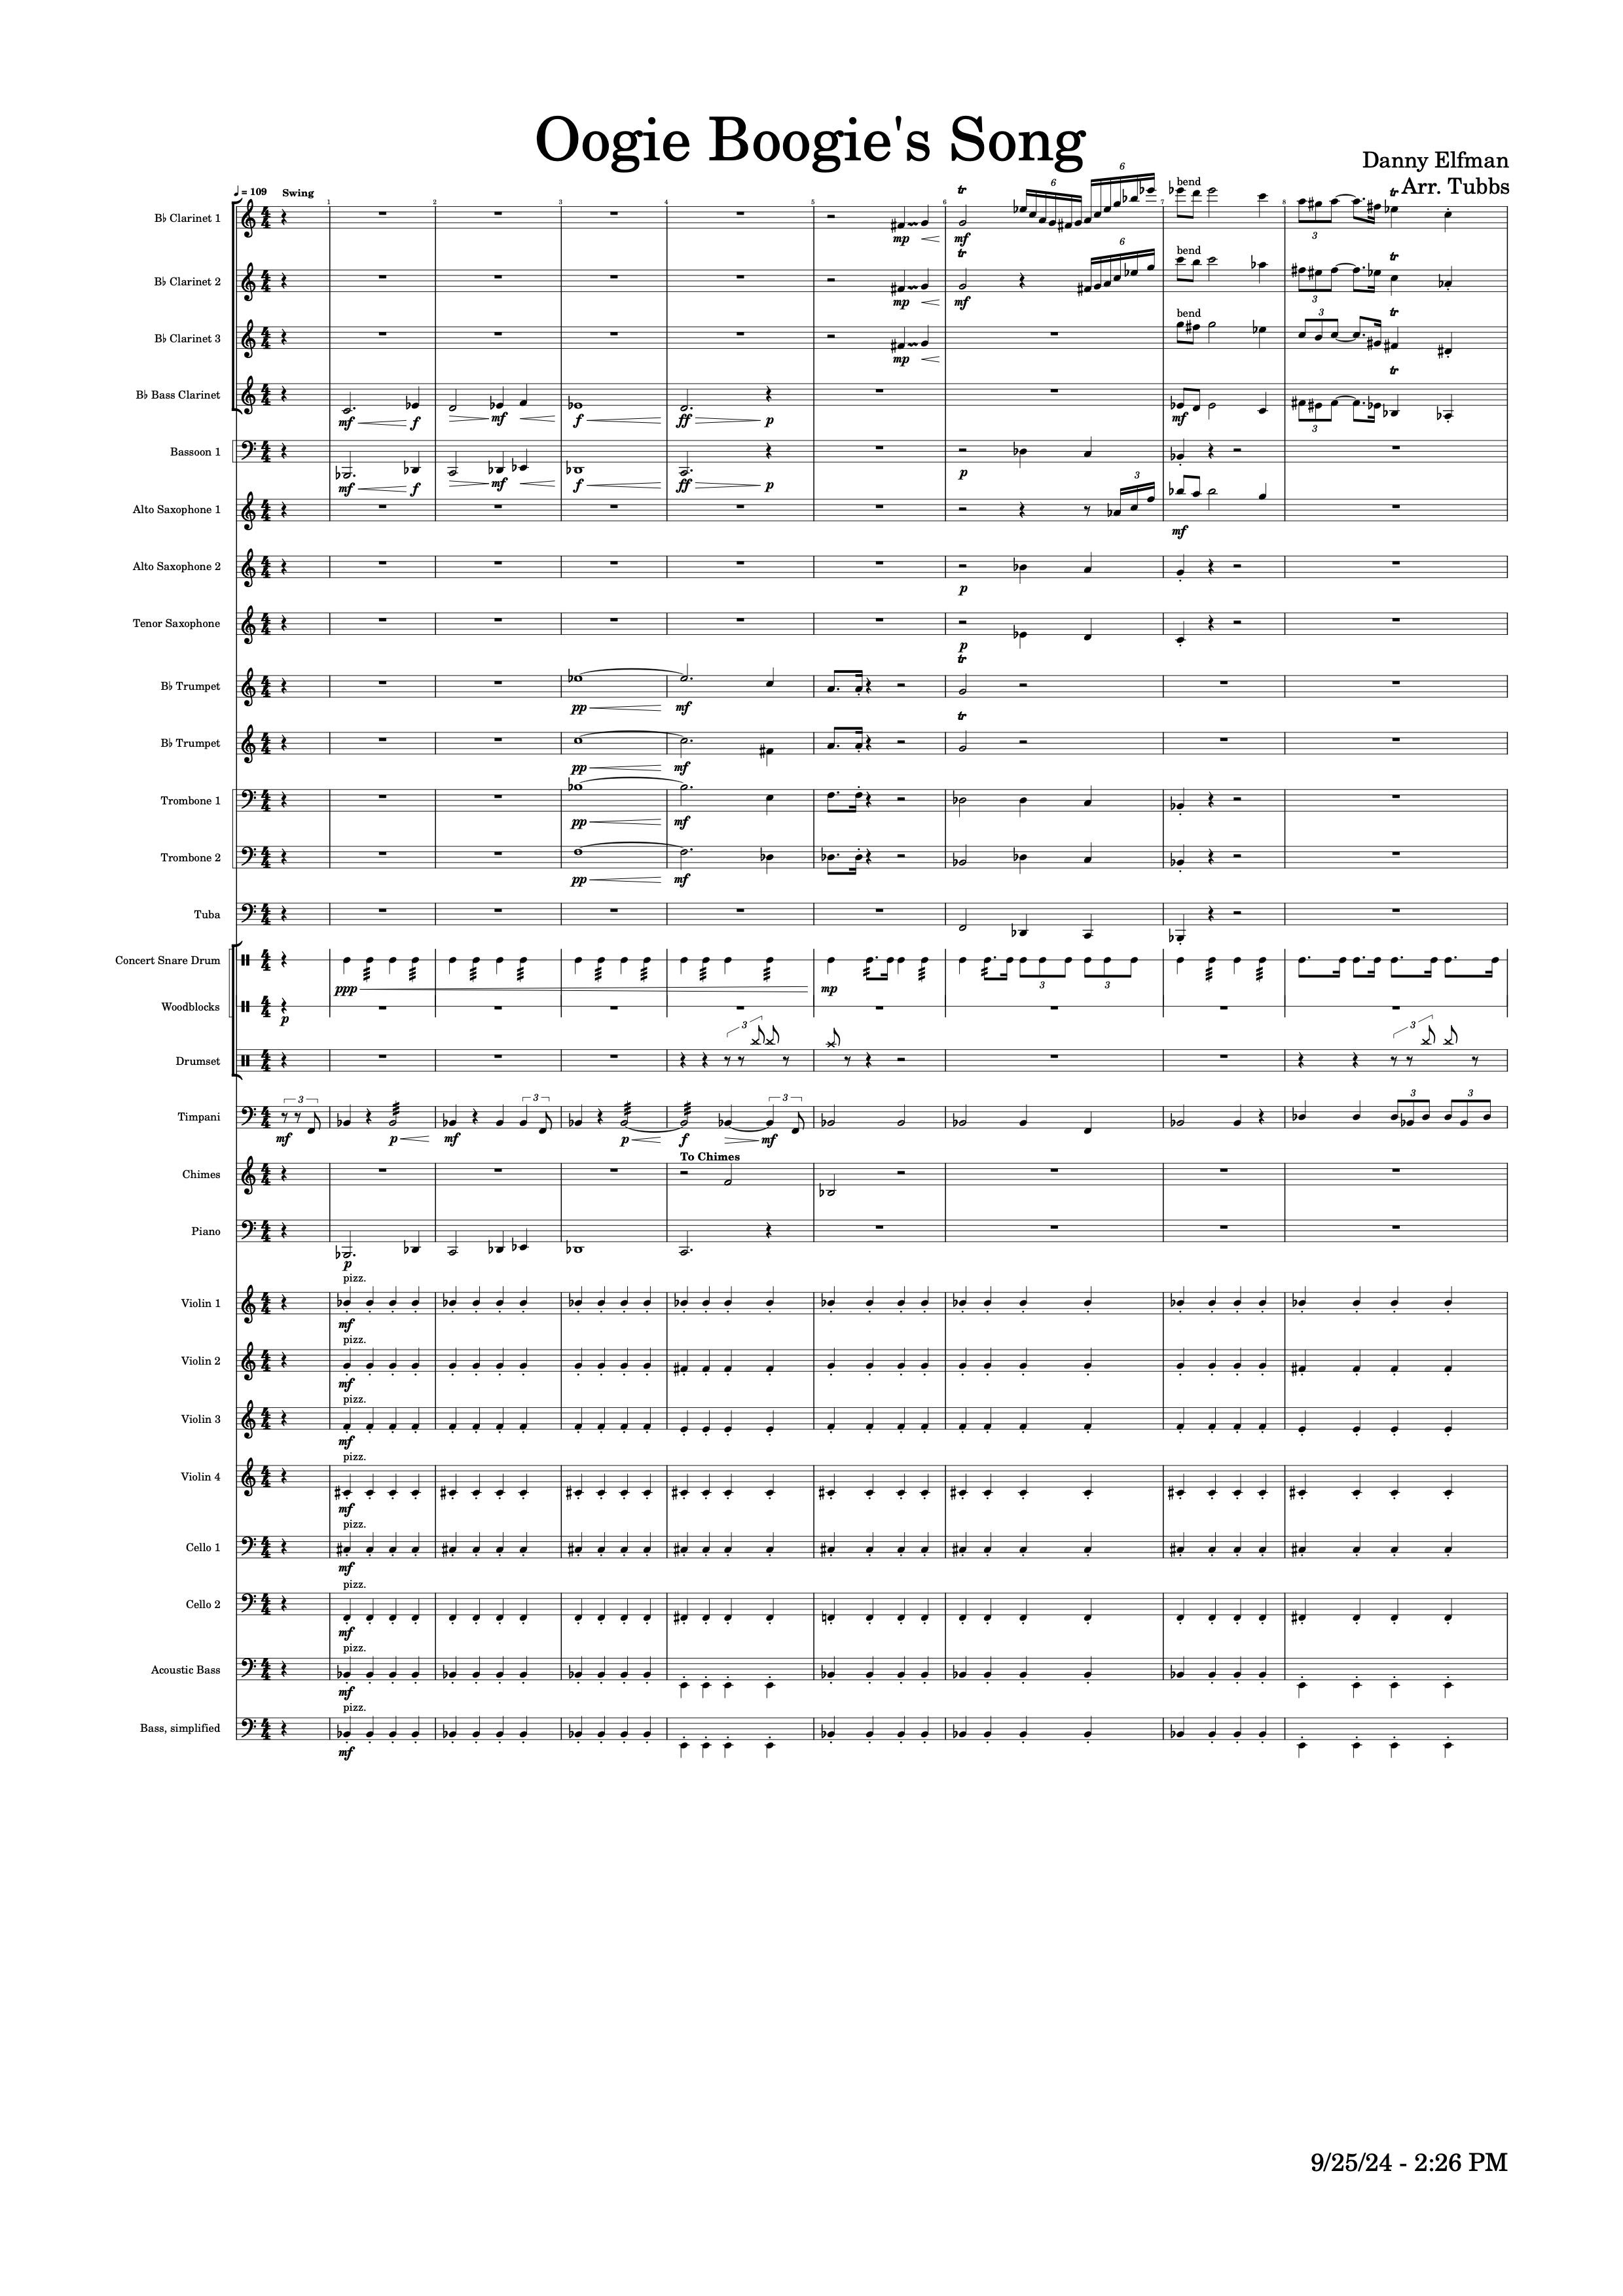 Oogie Boogie's Song
Danny Elfman
Arr. Tubbs
♩ = 109 Swing
1 2 3 4 5 6 7 8
B♭ Clarinet 1
mp mf tr 6 6 bend 3 tr
B♭ Clarinet 2
mp mf tr 6 bend 3 tr
B♭ Clarinet 3
mp bend 3 tr
B♭ Bass Clarinet
mf f mf f ff p mf 3 tr
Bassoon 1
mf f mf f ff p p
Alto Saxophone 1
3 mf
Alto Saxophone 2
p
Tenor Saxophone
p
B♭ Trumpet
pp mf tr
B♭ Trumpet
pp mf tr
Trombone 1
pp mf
Trombone 2
pp mf
Tuba
Concert Snare Drum
ppp mp 3 3
Woodblocks
p
Drumset
3 3
Timpani
3 mf p mf 3 p f mf 3 3 3
Chimes
To Chimes
Piano
p
Violin 1
pizz.
mf
Violin 2
pizz.
mf
Violin 3
pizz.
mf
Violin 4
pizz.
mf
Cello 1
pizz.
mf
Cello 2
pizz.
mf
Acoustic Bass
pizz.
mf
Bass, simplified
pizz.
mf
9/25/24 - 2:26 PM